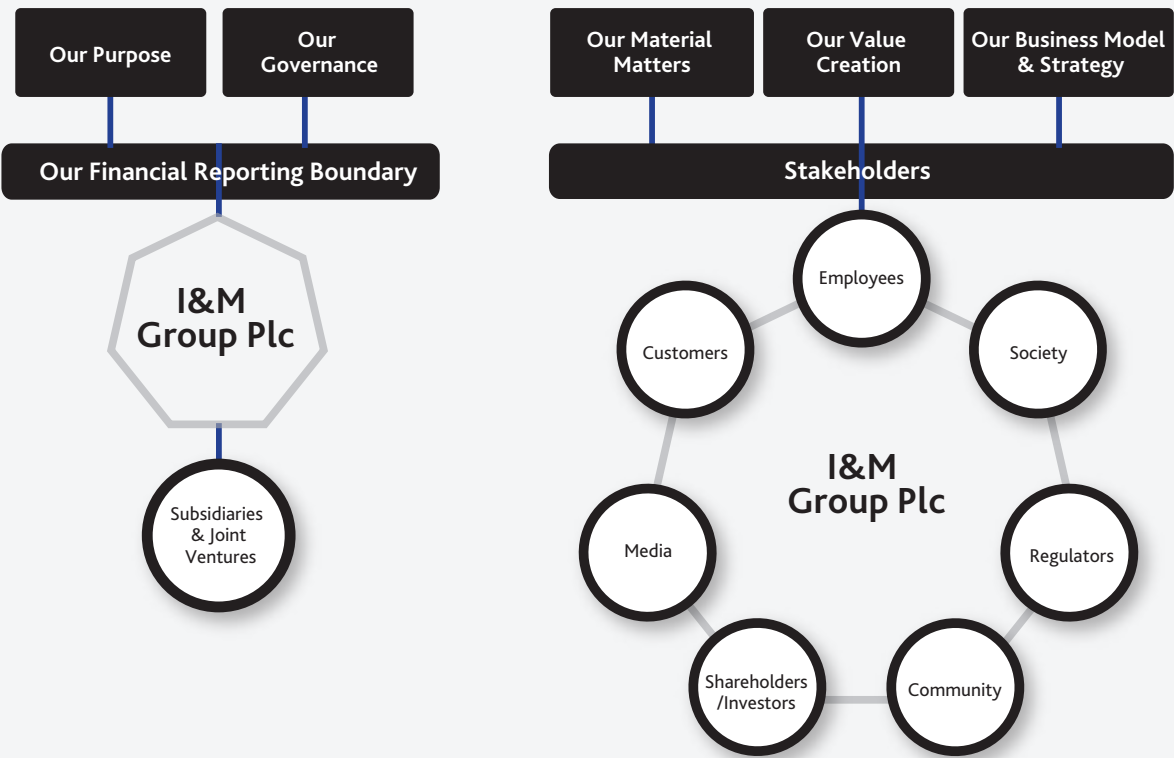 Our Purpose
Our
Governance
Our Financial Reporting Boundary
I&M
Group Plc
Subsidiaries
& Joint
Ventures
Our Material
Matters
Our Value
Creation
Our Business Model
& Strategy
Stakeholders
Employees
Customers
Society
I&M
Group Plc
Media
Regulators
Shareholders
/Investors
Community